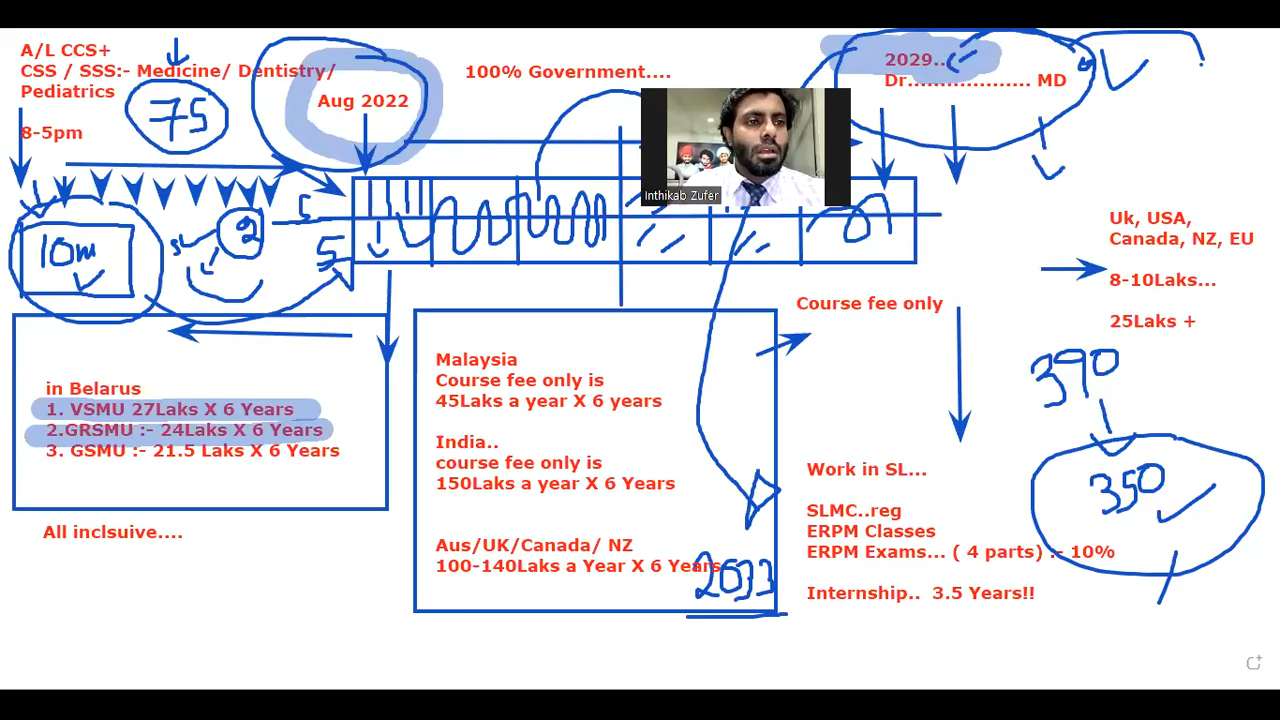 A/L CCS+
CSS / SSS:- Medicine/ Dentistry/
Pediatrics
8-5pm
75
Aug 2022
100% Government....
2029..
Dr.................... MD
Inthikab Zufer
10m
2
5
5
Uk, USA,
Canada, NZ, EU
8-10Laks...
25Laks +
390
350
in Belarus
1. VSMU 27Laks X 6 Years
2.GRSMU :- 24Laks X 6 Years
3. GSMU :- 21.5 Laks X 6 Years
All inclsuive....
Malaysia
Course fee only is
45Laks a year X 6 years
India..
course fee only is
150Laks a year X 6 Years
Aus/UK/Canada/ NZ
100-140Laks a Year X 6 Years
2033
Course fee only
Work in SL...
SLMC..reg
ERPM Classes
ERPM Exams... ( 4 parts) :- 10%
Internship..  3.5 Years!!